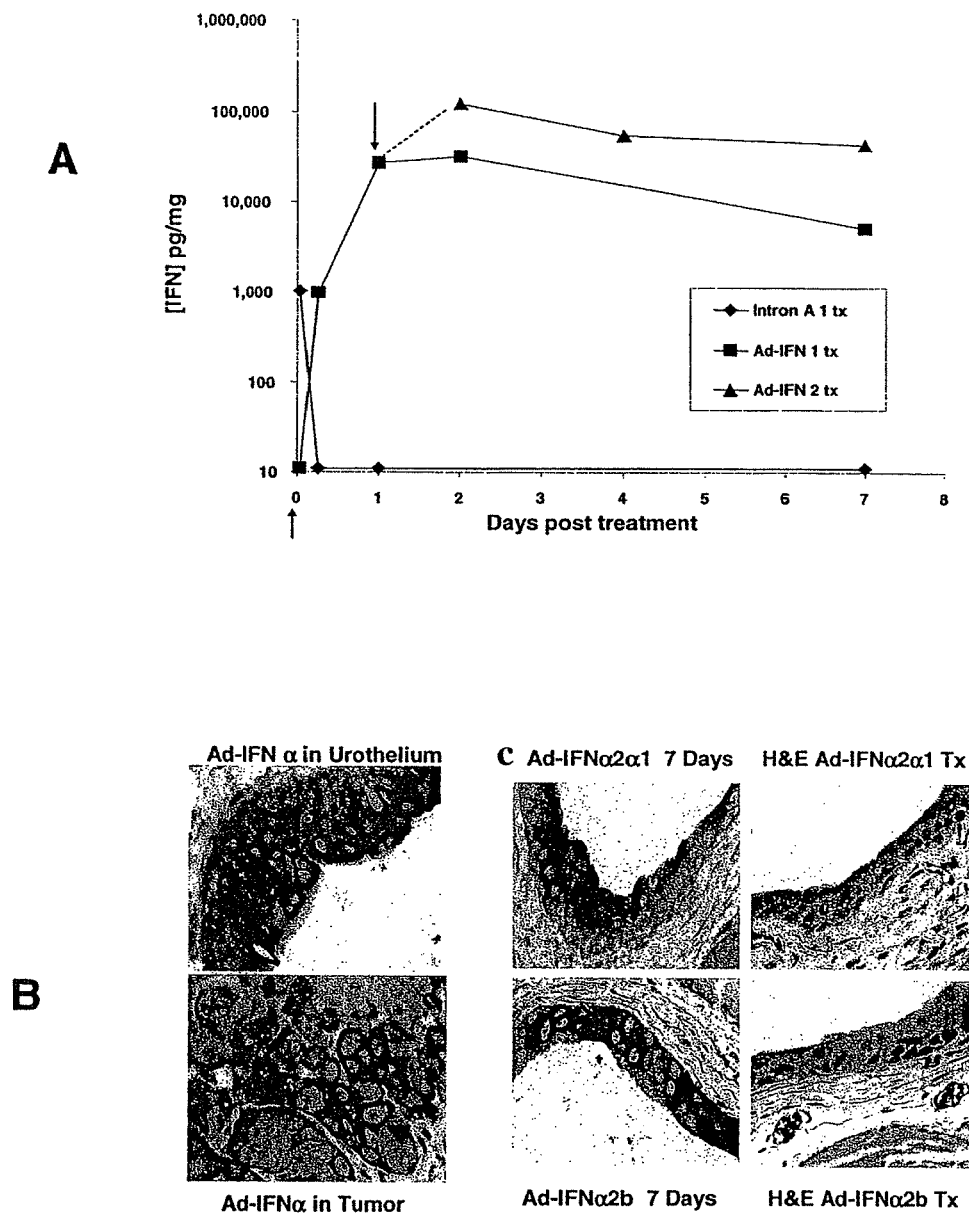 A
[IFN] pg/mg
1,000,000
100,000
10,000
1,000
100
10
0 1 2 3 4 5 6 7 8
Days post treatment
Intron A 1 tx
Ad-IFN 1 tx
Ad-IFN 2 tx
B
Ad-IFN α in Urothelium
Ad-IFNα in Tumor
c Ad-IFNα2α1 7 Days
H&E Ad-IFNα2α1 Tx
Ad-IFNα2b 7 Days
H&E Ad-IFNα2b Tx